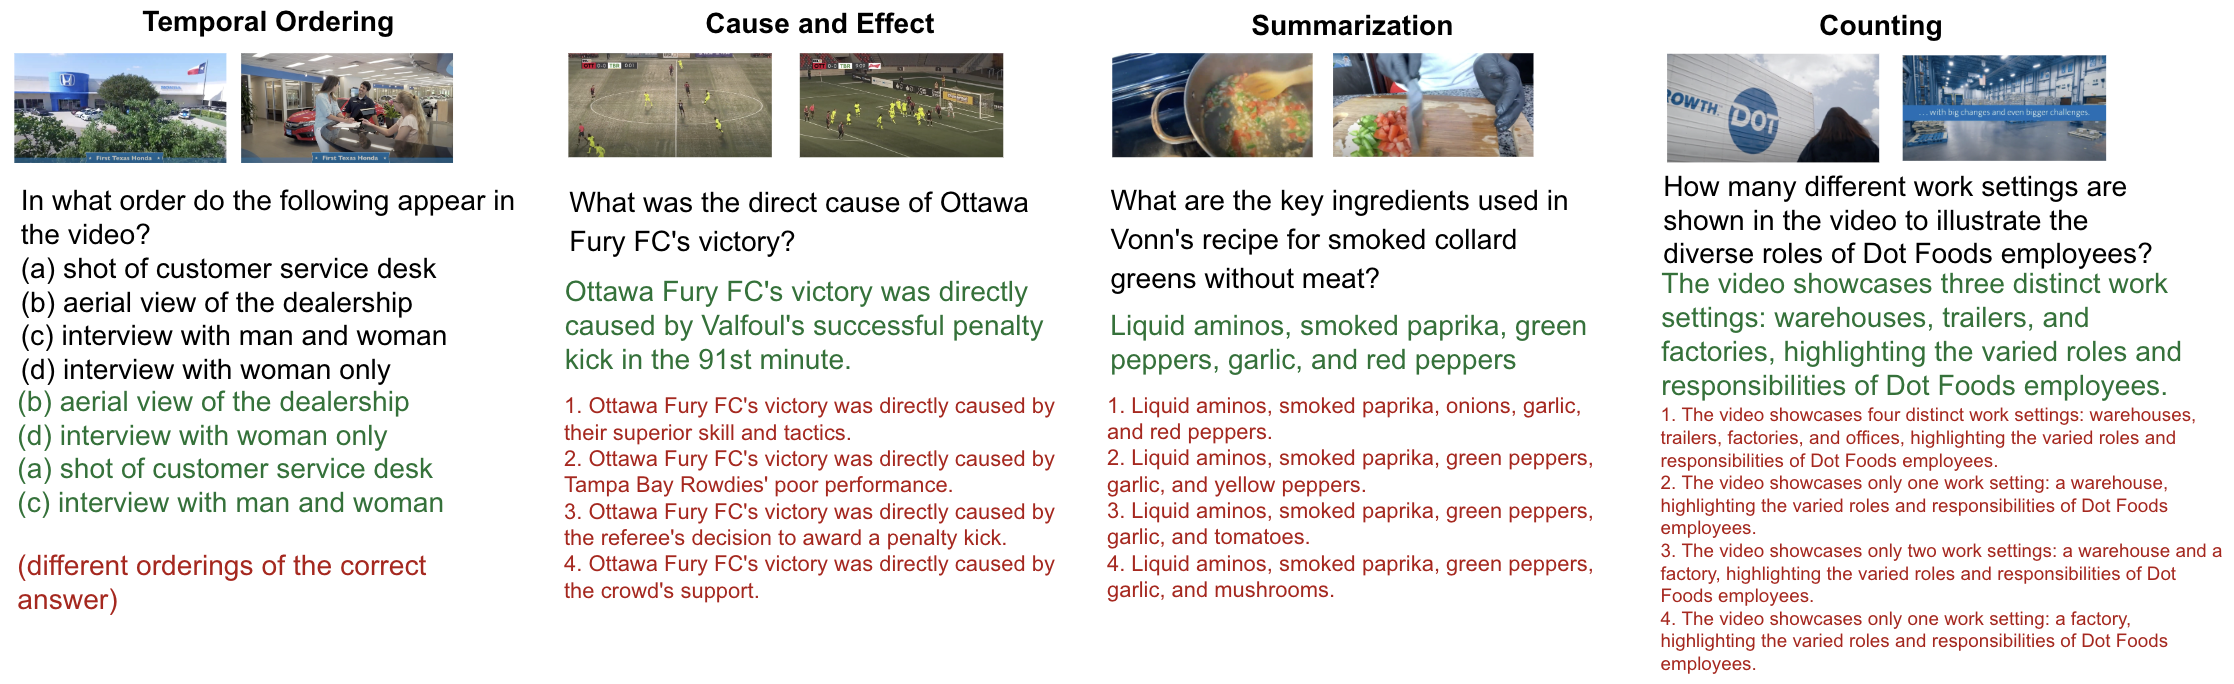 Temporal Ordering
First Texas Honda
First Texas Honda
In what order do the following appear in
the video?
(a) shot of customer service desk
(b) aerial view of the dealership
(c) interview with man and woman
(d) interview with woman only
(b) aerial view of the dealership
(d) interview with woman only
(a) shot of customer service desk
(c) interview with man and woman
(different orderings of the correct
answer)
Cause and Effect
What was the direct cause of Ottawa
Fury FC's victory?
Ottawa Fury FC's victory was directly
caused by Valfoul's successful penalty
kick in the 91st minute.
1. Ottawa Fury FC's victory was directly caused by
their superior skill and tactics.
2. Ottawa Fury FC's victory was directly caused by
Tampa Bay Rowdies' poor performance.
3. Ottawa Fury FC's victory was directly caused by
the referee's decision to award a penalty kick.
4. Ottawa Fury FC's victory was directly caused by
the crowd's support.
Summarization
What are the key ingredients used in
Vonn's recipe for smoked collard
greens without meat?
Liquid aminos, smoked paprika, green
peppers, garlic, and red peppers
1. Liquid aminos, smoked paprika, onions, garlic,
and red peppers.
2. Liquid aminos, smoked paprika, green peppers,
garlic, and yellow peppers.
3. Liquid aminos, smoked paprika, green peppers,
garlic, and tomatoes.
4. Liquid aminos, smoked paprika, green peppers,
garlic, and mushrooms.
Counting
ROWTH
DOT
... with big changes and even bigger challenges.
How many different work settings are
shown in the video to illustrate the
diverse roles of Dot Foods employees?
The video showcases three distinct work
settings: warehouses, trailers, and
factories, highlighting the varied roles and
responsibilities of Dot Foods employees.
1. The video showcases four distinct work settings: warehouses,
trailers, factories, and offices, highlighting the varied roles and
responsibilities of Dot Foods employees.
2. The video showcases only one work setting: a warehouse,
highlighting the varied roles and responsibilities of Dot Foods
employees.
3. The video showcases only two work settings: a warehouse and a
factory, highlighting the varied roles and responsibilities of Dot
Foods employees.
4. The video showcases only one work setting: a factory,
highlighting the varied roles and responsibilities of Dot Foods
employees.